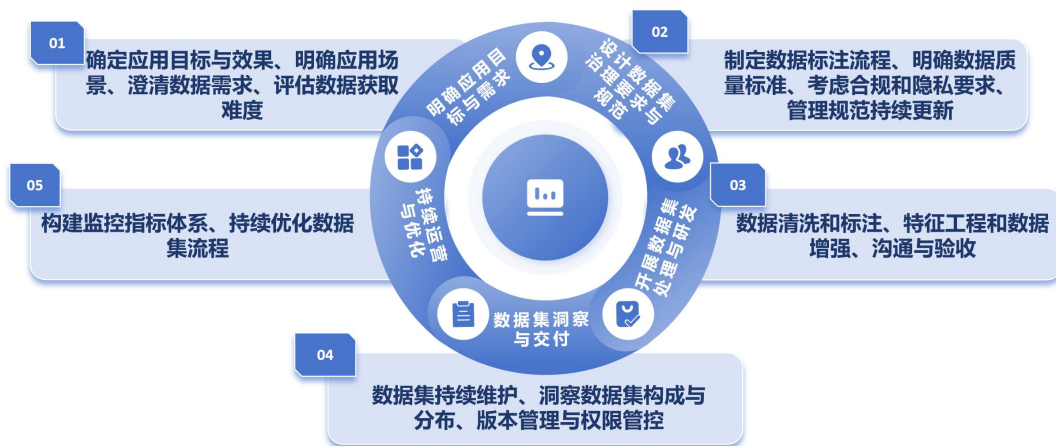 01
确定应用目标与效果、明确应用场
景、澄清数据需求、评估数据获取
难度
02
制定数据标注流程、明确数据质
量标准、考虑合规和隐私要求、
管理规范持续更新
03
数据清洗和标注、特征工程和数据
增强、沟通与验收
04
数据集持续维护、洞察数据集构成与
分布、版本管理与权限管控
05
构建监控指标体系、持续优化数据
集流程
明确应用目
标与需求
设计数据集
治理要求与
规范
开展数据集
处理与研发
数据集洞察
与交付
持续运营
与优化